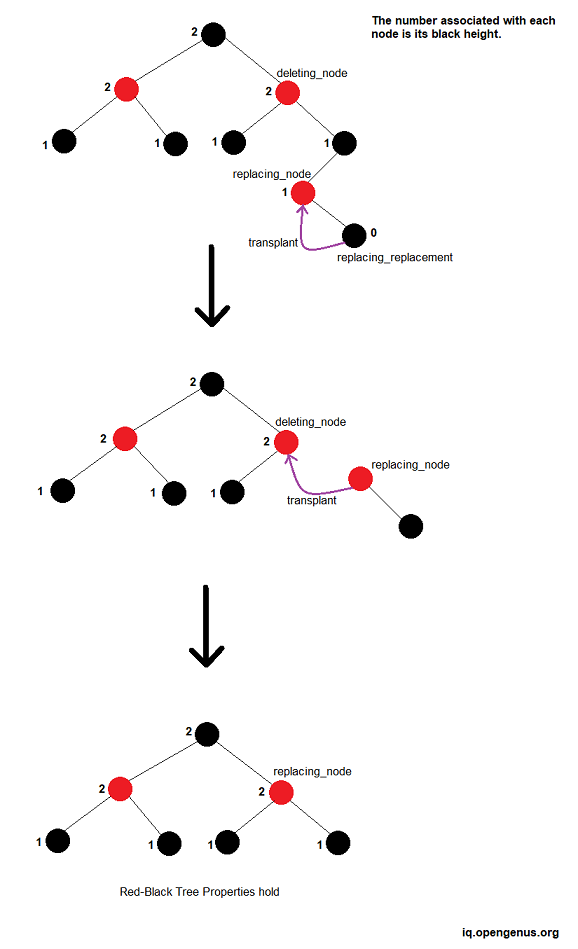 The number associated with each
node is its black height.
2
deleting_node
2
2
1
1
1
1
replacing_node
1
0
transplant
replacing_replacement
2
deleting_node
2
2
replacing_node
1
1
1
transplant
2
replacing_node
2
2
1
1
1
1
Red-Black Tree Properties hold
iq.opengenus.org